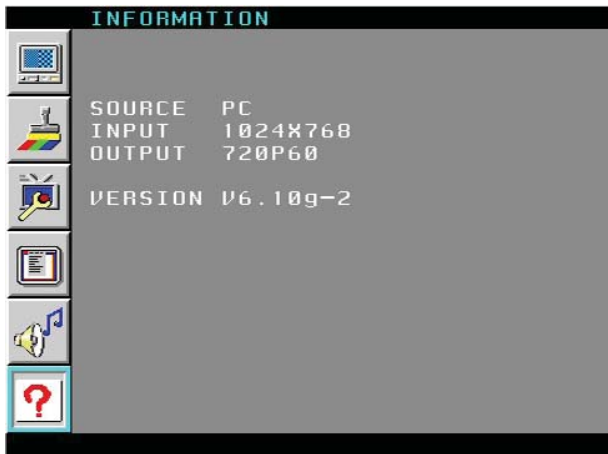 INFORMATION
SOURCE PC
INPUT 1024X768
OUTPUT 720P60
VERSION V6.10g-2
?